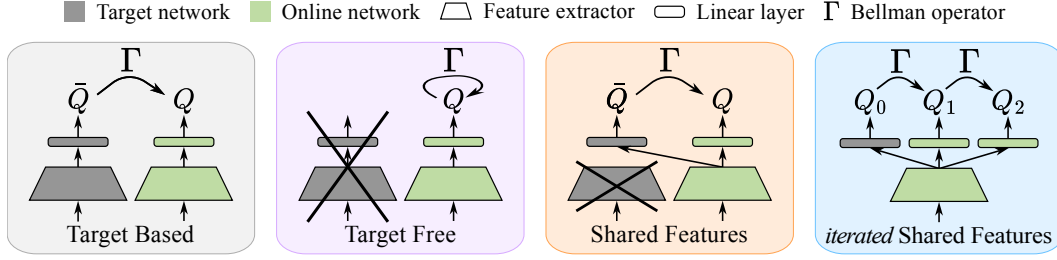 Target network Online network Feature extractor Linear layer Γ Bellman operator
Γ Γ Γ Γ Γ
Q̄ Q Q Q̄ Q Q₀ Q₁ Q₂
Target Based Target Free Shared Features iterated Shared Features